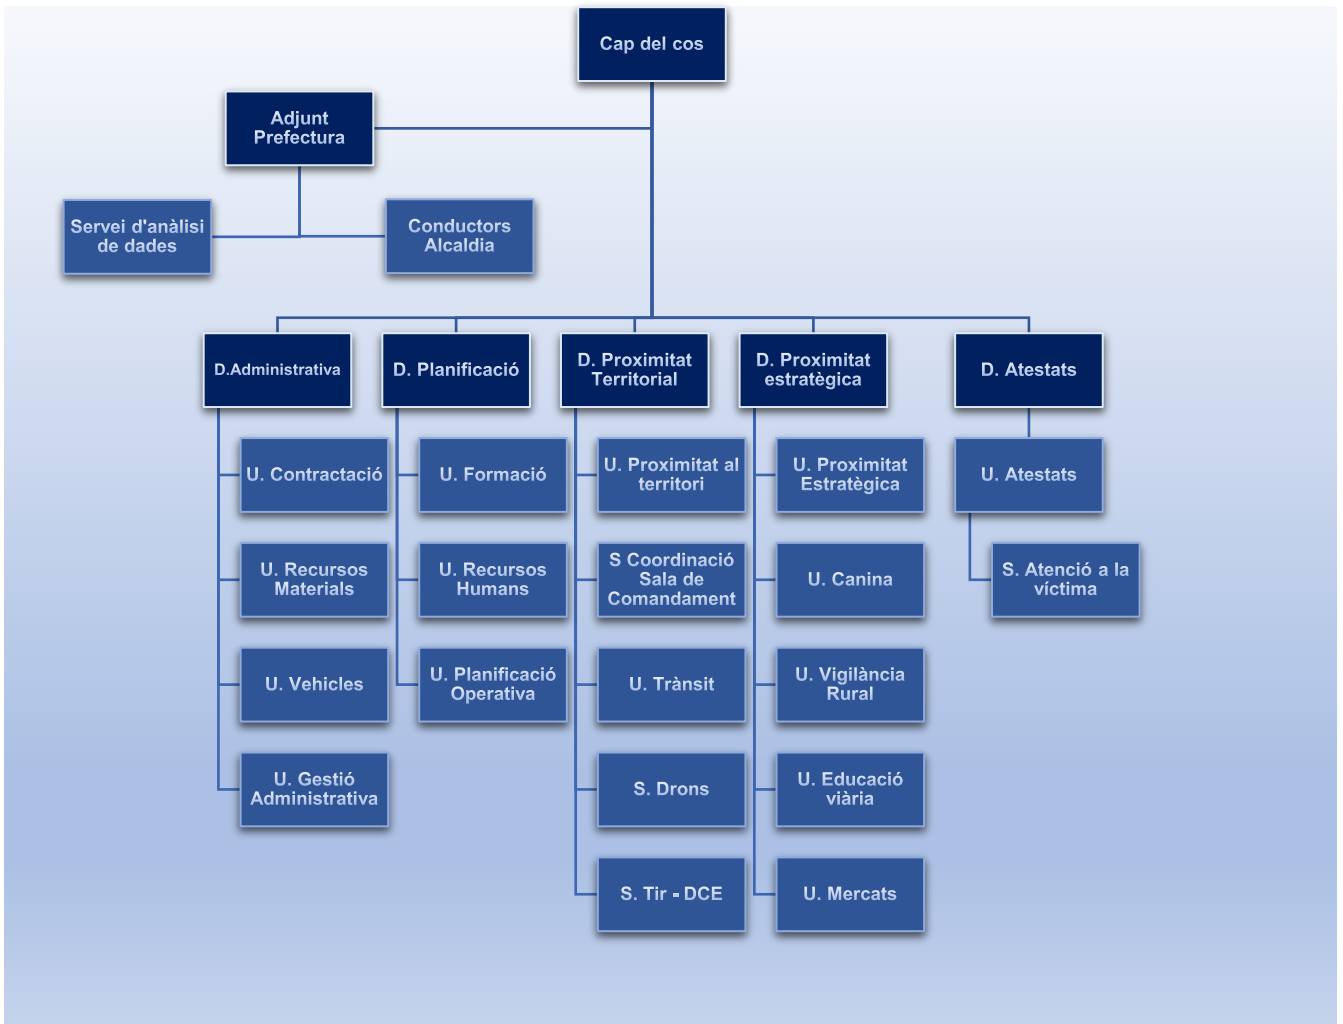 Cap del cos
Adjunt
Prefectura
Servei d'anàlisi
de dades
Conductors
Alcaldia
D.Administrativa
D. Planificació
D. Proximitat
Territorial
D. Proximitat
estratègica
D. Atestats
U. Contractació
U. Formació
U. Proximitat al
territori
U. Proximitat
Estratègica
U. Atestats
U. Recursos
Materials
U. Recursos
Humans
S Coordinació
Sala de
Comandament
U. Canina
S. Atenció a la
víctima
U. Vehicles
U. Planificació
Operativa
U. Trànsit
U. Vigilància
Rural
U. Gestió
Administrativa
S. Drons
U. Educació
viària
S. Tir - DCE
U. Mercats